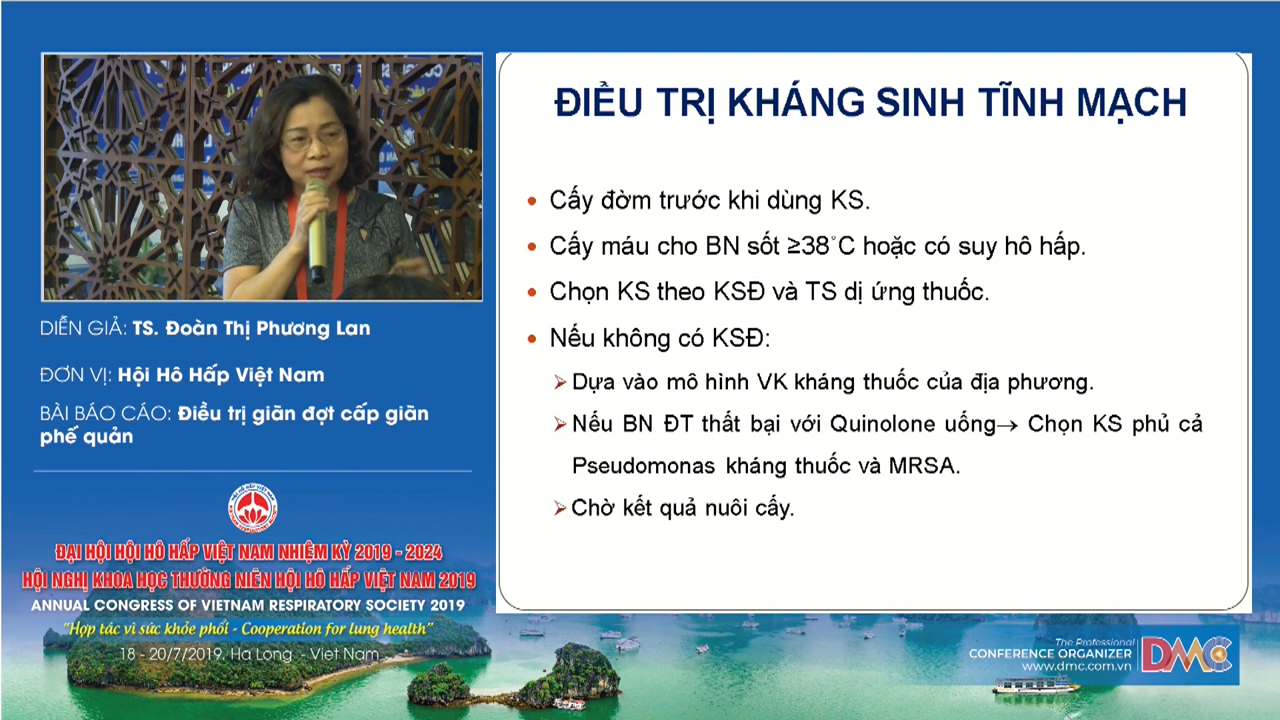 DIỄN GIẢ: TS. Đoàn Thị Phương Lan
ĐƠN VỊ: Hội Hô Hấp Việt Nam
BÀI BÁO CÁO: Điều trị giãn đợt cấp giãn
phế quản
ĐẠI HỘI HỘI HÔ HẤP VIỆT NAM NHIỆM KỲ 2019 - 2024
HỘI NGHỊ KHOA HỌC THƯỜNG NIÊN HỘI HÔ HẤP VIỆT NAM 2019
ANNUAL CONGRESS OF VIETNAM RESPIRATORY SOCIETY 2019
"Hợp tác vì sức khỏe phổi - Cooperation for lung health"
18 - 20/7/2019. Ha Long - Viet Nam
ĐIỀU TRỊ KHÁNG SINH TĨNH MẠCH
• Cấy đờm trước khi dùng KS.
• Cấy máu cho BN sốt ≥38°C hoặc có suy hô hấp.
• Chọn KS theo KSĐ và TS dị ứng thuốc.
• Nếu không có KSĐ:
➢ Dựa vào mô hình VK kháng thuốc của địa phương.
➢ Nếu BN ĐT thất bại với Quinolone uống→ Chọn KS phủ cả
Pseudomonas kháng thuốc và MRSA.
➢ Chờ kết quả nuôi cấy.
The Professional
CONFERENCE ORGANIZER
www.dmc.com.vn
DMC